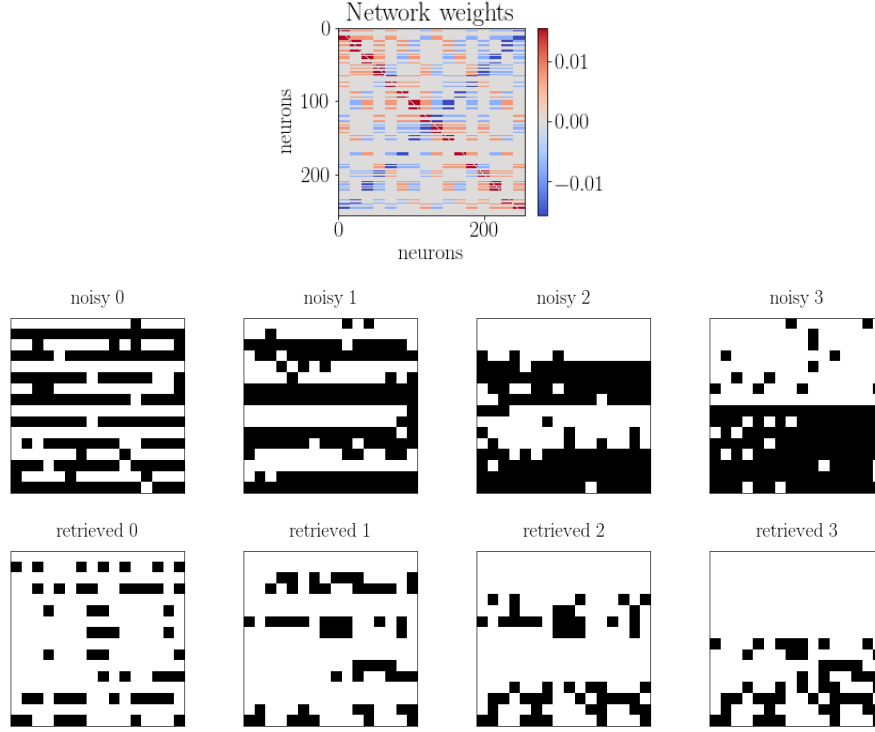 Network weights
0
100
200
neurons
0
200
neurons
0.01
0.00
−0.01
noisy 0
noisy 1
noisy 2
noisy 3
retrieved 0
retrieved 1
retrieved 2
retrieved 3